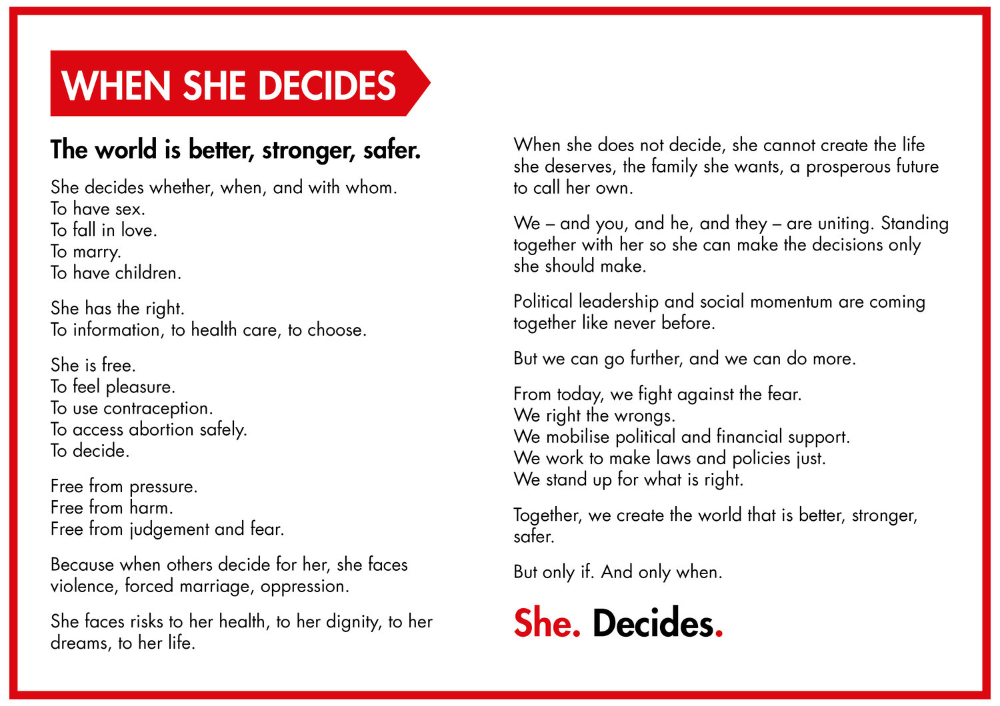 WHEN SHE DECIDES
The world is better, stronger, safer.
She decides whether, when, and with whom.
To have sex.
To fall in love.
To marry.
To have children.
She has the right.
To information, to health care, to choose.
She is free.
To feel pleasure.
To use contraception.
To access abortion safely.
To decide.
Free from pressure.
Free from harm.
Free from judgement and fear.
Because when others decide for her, she faces
violence, forced marriage, oppression.
She faces risks to her health, to her dignity, to her
dreams, to her life.
When she does not decide, she cannot create the life
she deserves, the family she wants, a prosperous future
to call her own.
We – and you, and he, and they – are uniting. Standing
together with her so she can make the decisions only
she should make.
Political leadership and social momentum are coming
together like never before.
But we can go further, and we can do more.
From today, we fight against the fear.
We right the wrongs.
We mobilise political and financial support.
We work to make laws and policies just.
We stand up for what is right.
Together, we create the world that is better, stronger,
safer.
But only if. And only when.
She. Decides.